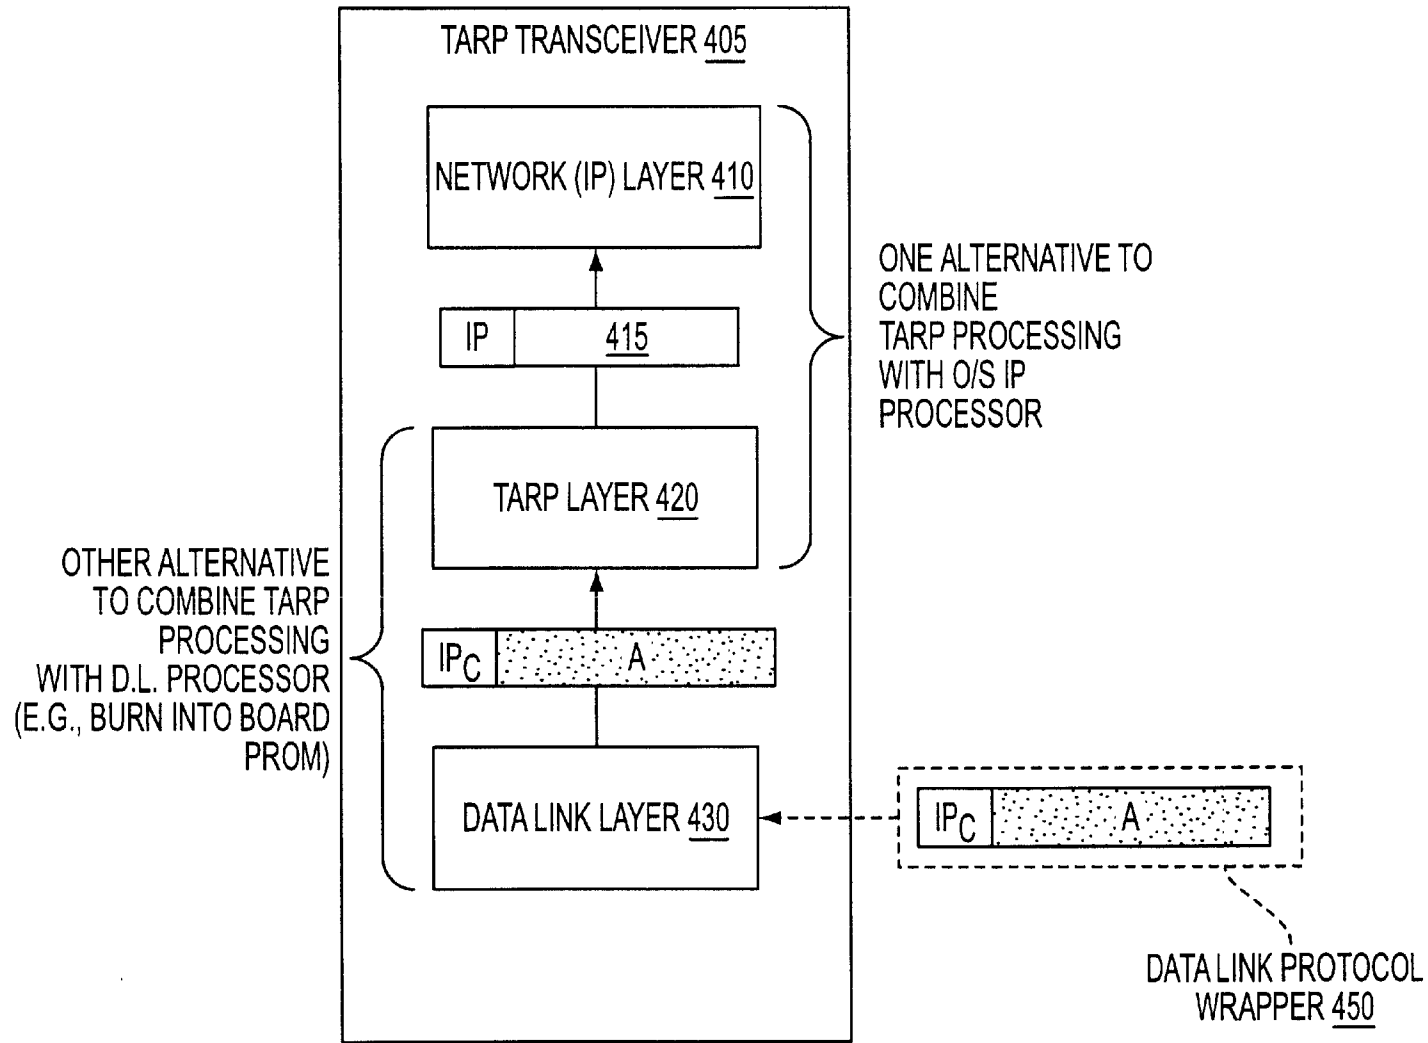 TARP TRANSCEIVER 405
NETWORK (IP) LAYER 410
ONE ALTERNATIVE TO
COMBINE
TARP PROCESSING
WITH O/S IP
PROCESSOR
IP 415
TARP LAYER 420
OTHER ALTERNATIVE
TO COMBINE TARP
PROCESSING
WITH D.L. PROCESSOR
(E.G., BURN INTO BOARD
PROM)
IPC A
DATA LINK LAYER 430
IPC A
DATA LINK PROTOCOL
WRAPPER 450